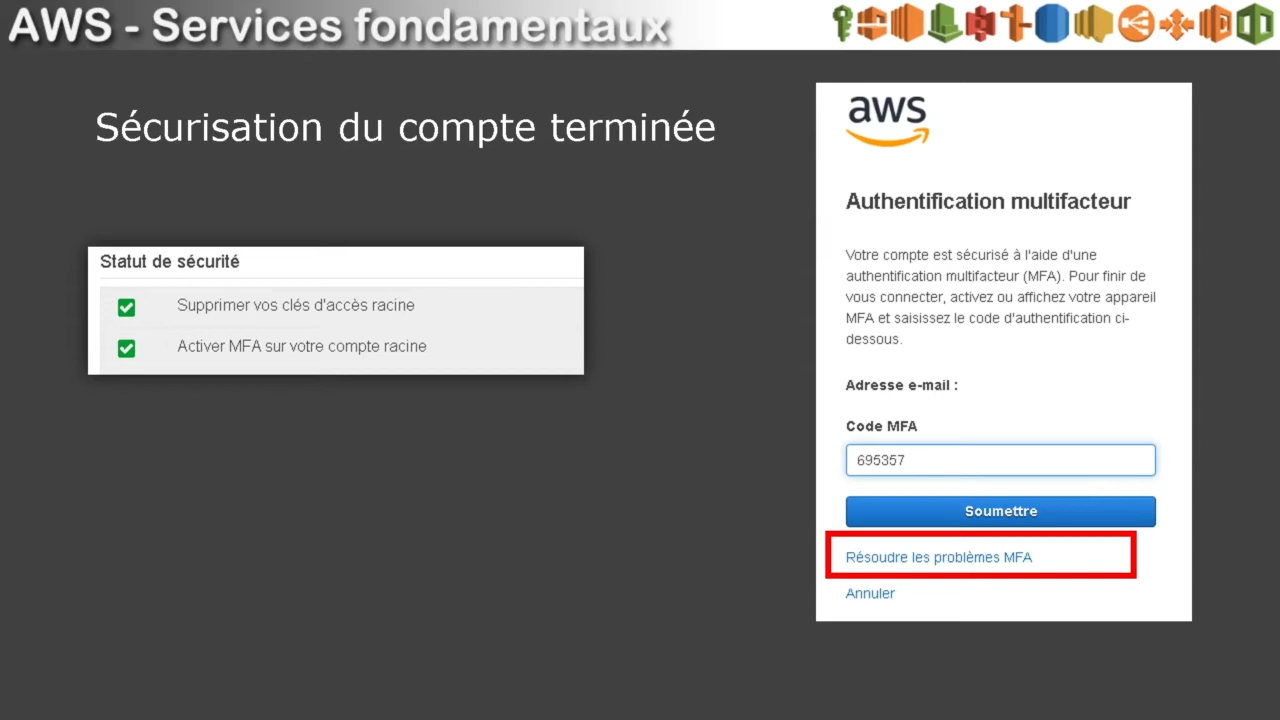 AWS - Services fondamentaux
Sécurisation du compte terminée
Statut de sécurité
Supprimer vos clés d'accès racine
Activer MFA sur votre compte racine
aws
Authentification multifacteur
Votre compte est sécurisé à l'aide d'une
authentification multifacteur (MFA). Pour finir de
vous connecter, activez ou affichez votre appareil
MFA et saisissez le code d'authentification ci-
dessous.
Adresse e-mail :
Code MFA
695357
Soumettre
Résoudre les problèmes MFA
Annuler